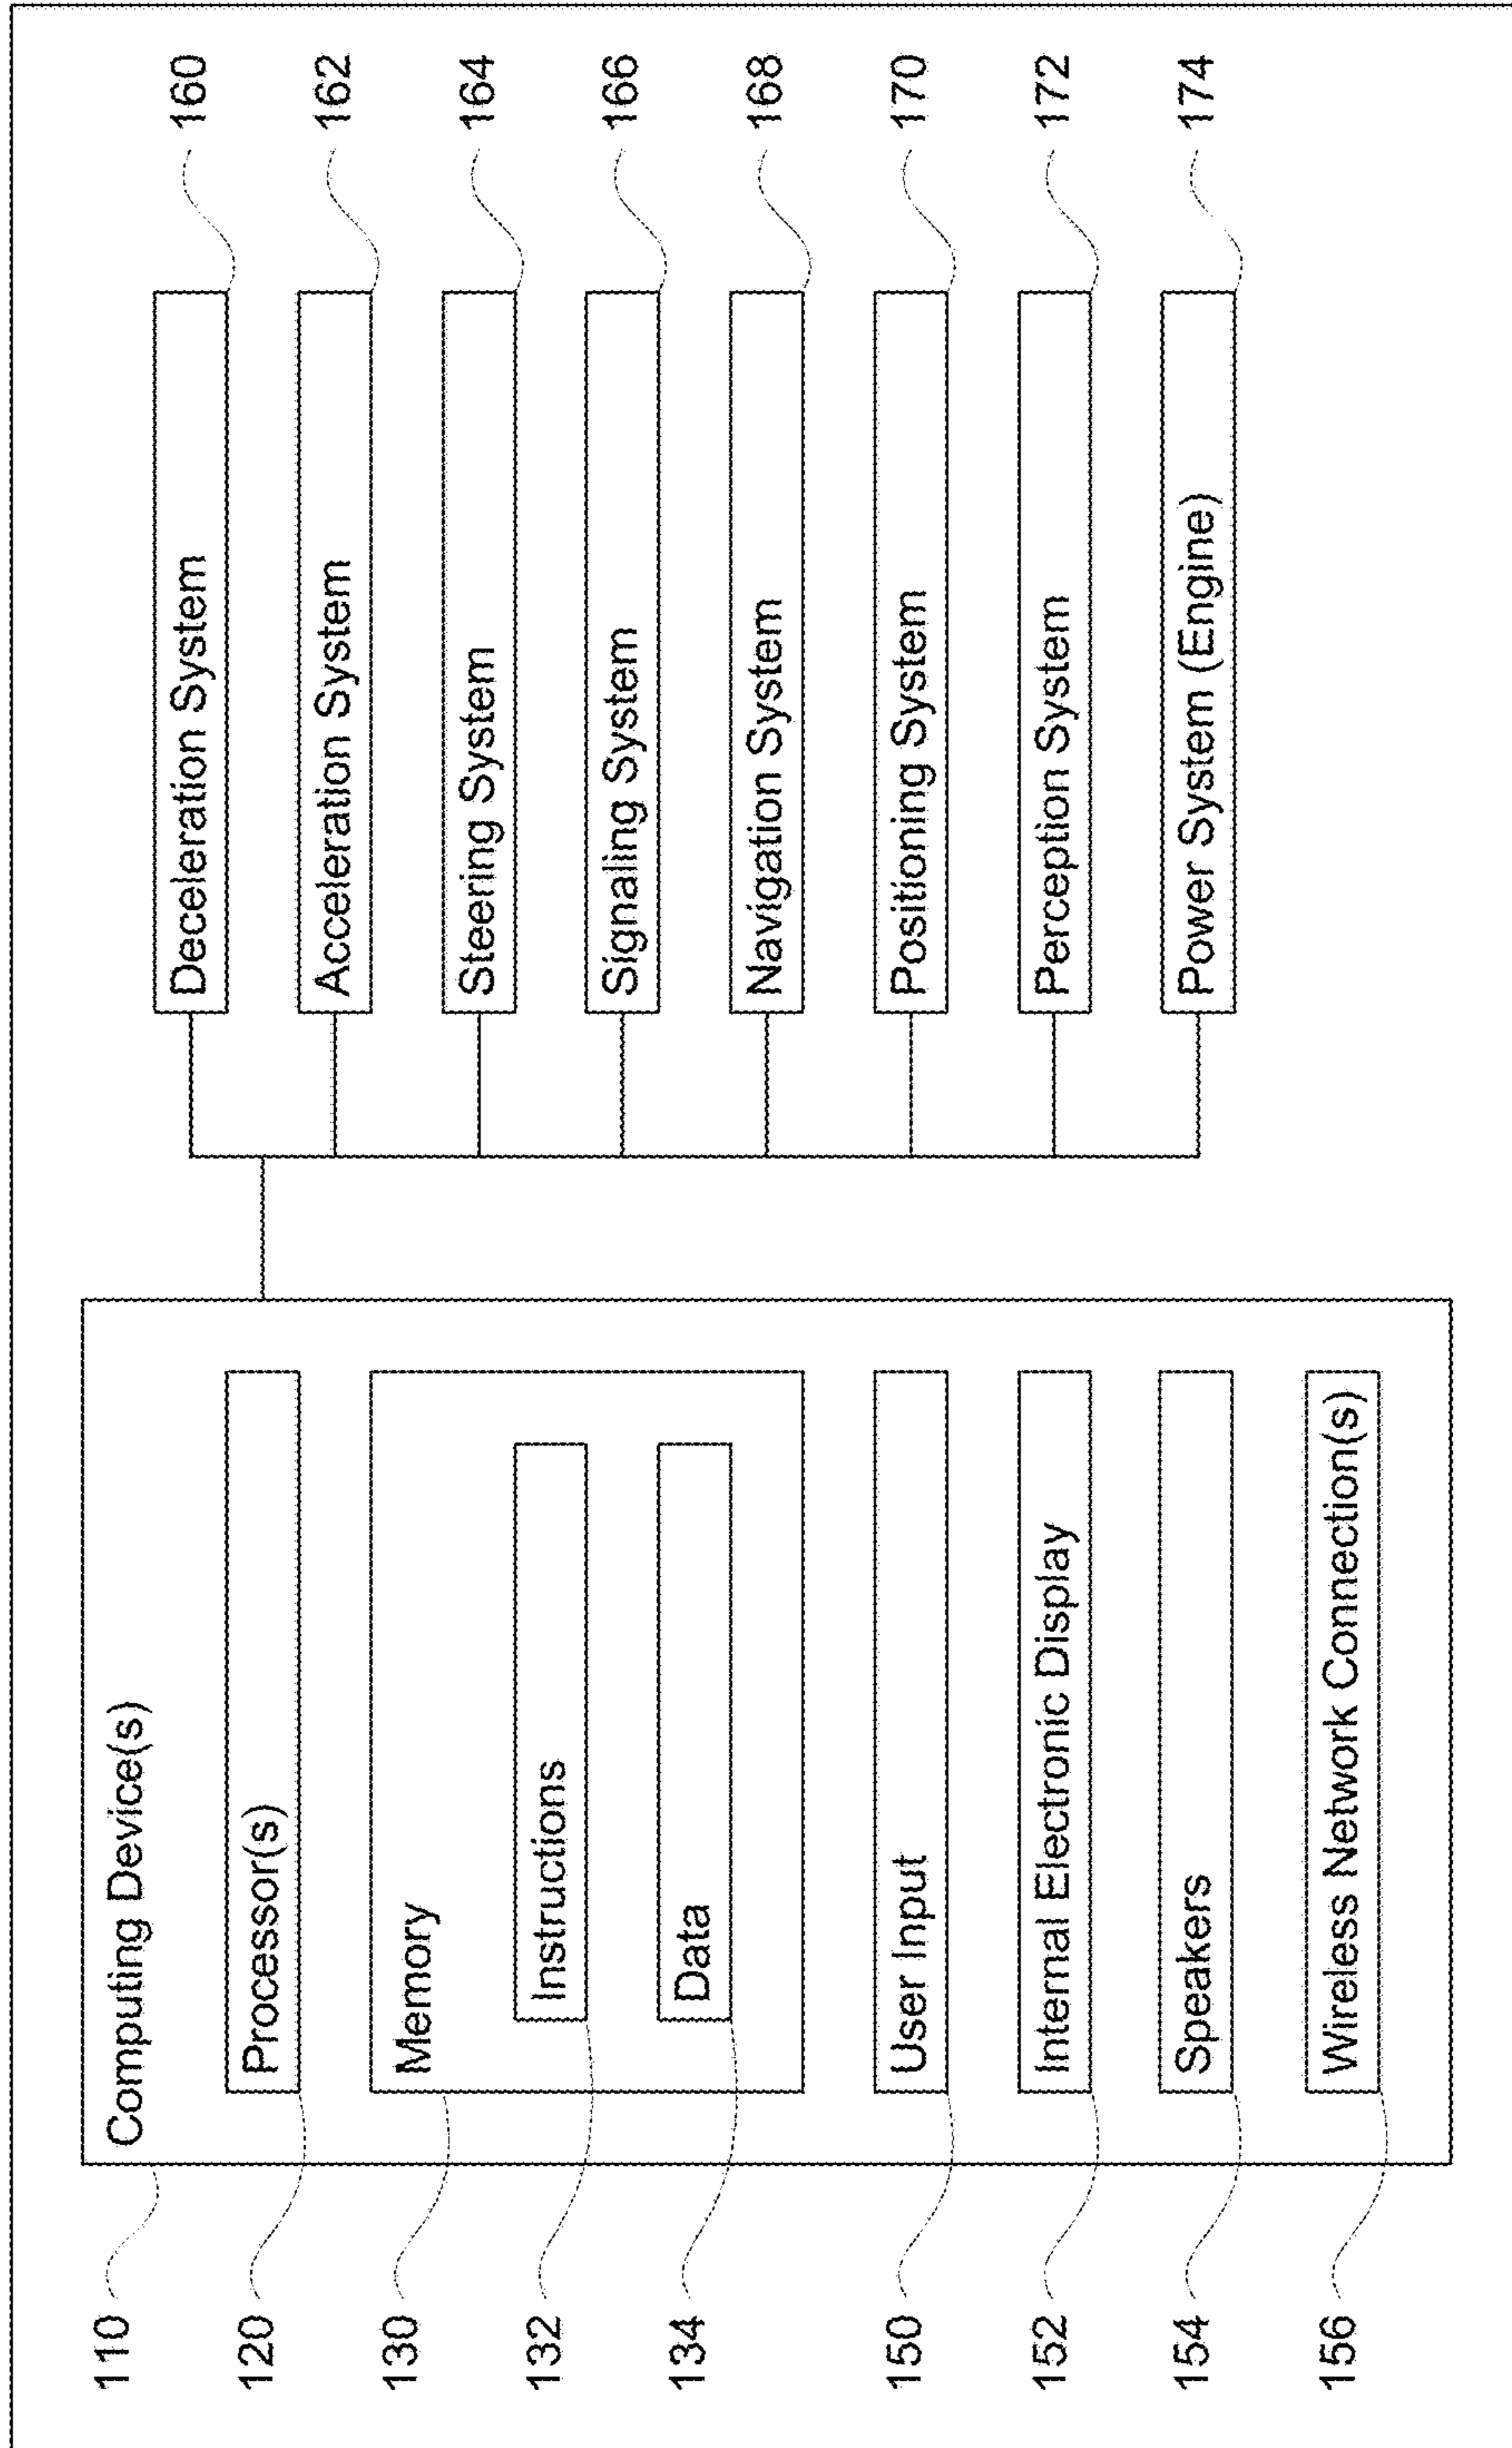 110
Computing Device(s)
120
Processor(s)
130
Memory
132
Instructions
134
Data
150
User Input
152
Internal Electronic Display
154
Speakers
156
Wireless Network Connection(s)
Deceleration System
160
Acceleration System
162
Steering System
164
Signaling System
166
Navigation System
168
Positioning System
170
Perception System
172
Power System (Engine)
174